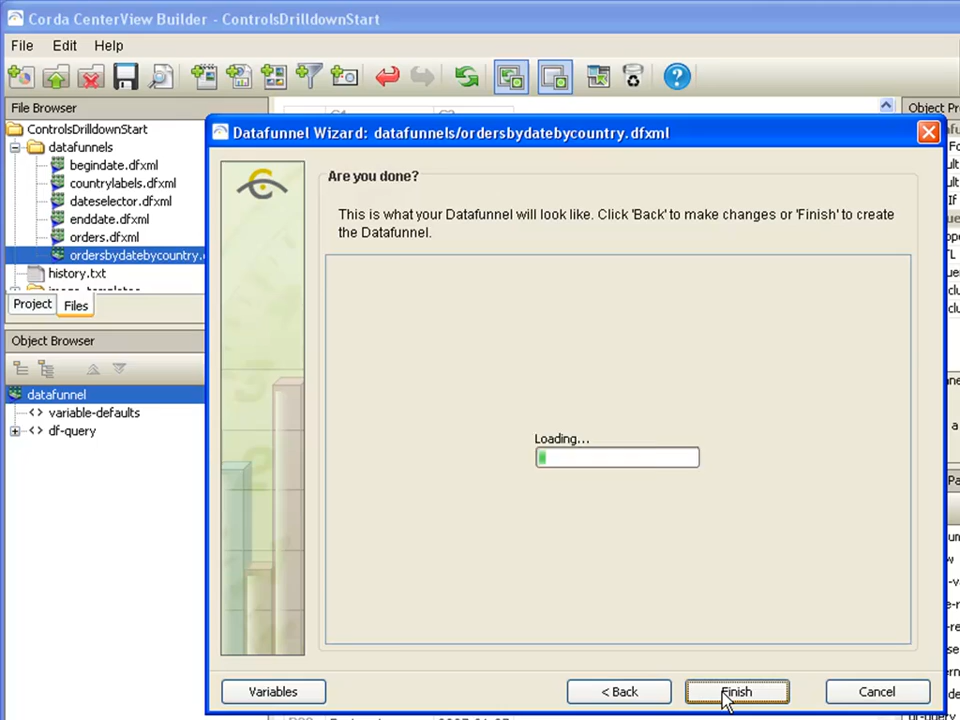 Corda CenterView Builder - ControlsDrilldownStart
File Edit Help
File Browser
ControlsDrilldownStart
datafunnels
begindate.dfxml
countrylabels.dfxml
dateselector.dfxml
enddate.dfxml
orders.dfxml
ordersbydatebycountry.
history.txt
Project Files
Object Browser
datafunnel
variable-defaults
df-query
Object Pr
Datafunnel Wizard: datafunnels/ordersbydatebycountry.dfxml
Are you done?
This is what your Datafunnel will look like. Click 'Back' to make changes or 'Finish' to create
the Datafunnel.
Loading...
Variables < Back Finish Cancel